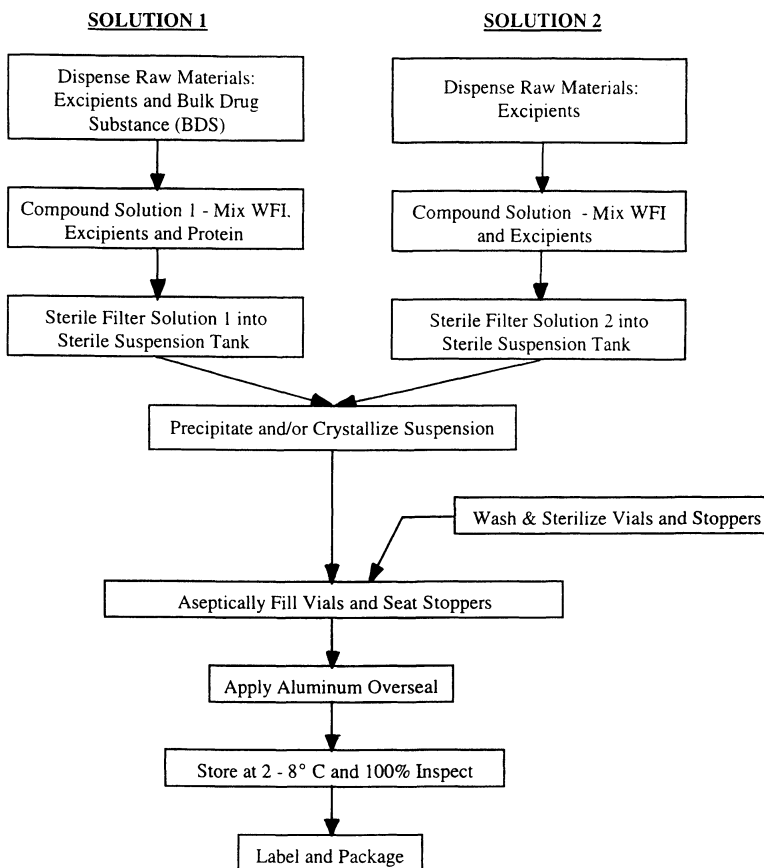 SOLUTION 1
SOLUTION 2
Dispense Raw Materials:
Excipients and Bulk Drug
Substance (BDS)
Dispense Raw Materials:
Excipients
Compound Solution 1 - Mix WFI.
Excipients and Protein
Compound Solution - Mix WFI
and Excipients
Sterile Filter Solution 1 into
Sterile Suspension Tank
Sterile Filter Solution 2 into
Sterile Suspension Tank
Precipitate and/or Crystallize Suspension
Wash & Sterilize Vials and Stoppers
Aseptically Fill Vials and Seat Stoppers
Apply Aluminum Overseal
Store at 2 - 8° C and 100% Inspect
Label and Package